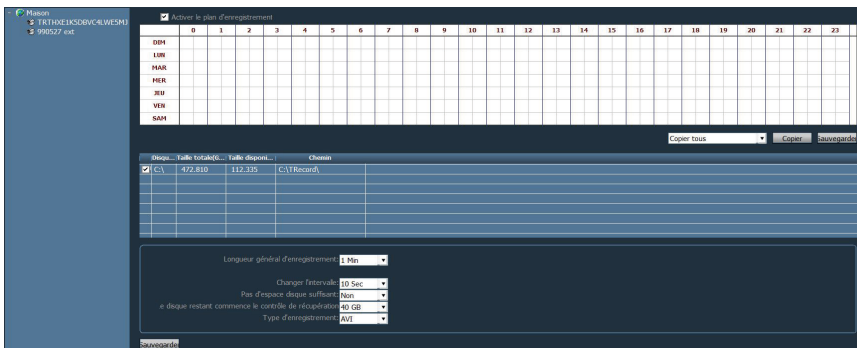 Maison
TRTHXE1K5DBVC4LWE5MJ
990527 ext
Activer le plan d'enregistrement
0 1 2 3 4 5 6 7 8 9 10 11 12 13 14 15 16 17 18 19 20 21 22 23
DIM
LUN
MAR
MER
JEU
VEN
SAM
Copier tous Copier Sauvegarder
Disqu... Taille totale(G... Taille disponi... Chemin
C:\ 472.810 112.335 C:\TRecord\
Longueur général d'enregistrement: 1 Min
Changer l'intervalle: 10 Sec
Pas d'espace disque suffisant: Non
e disque restant commence le contrôle de récupération 40 GB
Type d'enregistrement: AVI
Sauvegarder